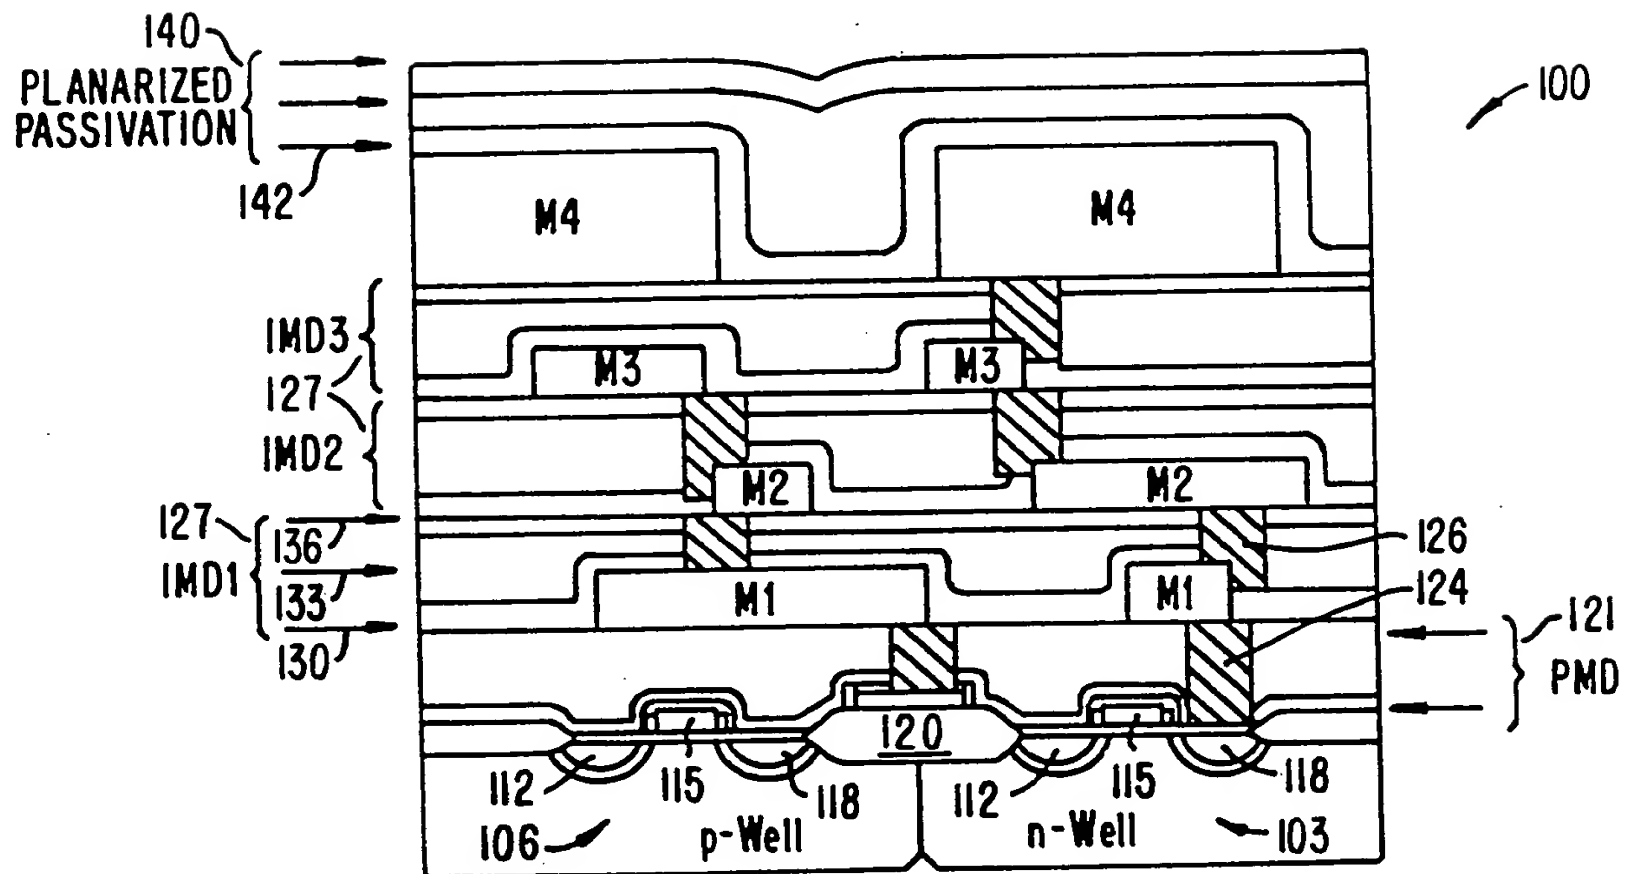 140
PLANARIZED
PASSIVATION
142
100
M4
M4
IMD3
127
M3
M3
IMD2
M2
M2
127
IMD1
136
133
130
M1
M1
126
124
121
PMD
120
112
115
118
112
115
118
106
p-Well
n-Well
103